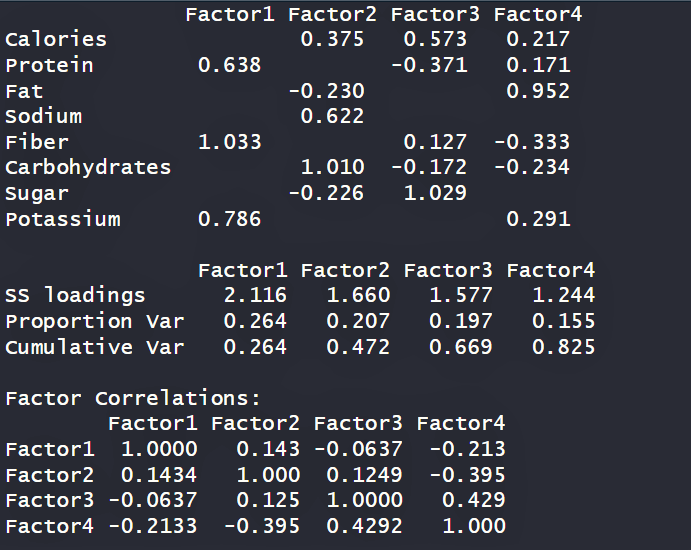 Factor1 Factor2 Factor3 Factor4
Calories 0.375 0.573 0.217
Protein 0.638 -0.371 0.171
Fat -0.230 0.952
Sodium 0.622
Fiber 1.033 0.127 -0.333
Carbohydrates 1.010 -0.172 -0.234
Sugar -0.226 1.029
Potassium 0.786 0.291
Factor1 Factor2 Factor3 Factor4
SS loadings 2.116 1.660 1.577 1.244
Proportion Var 0.264 0.207 0.197 0.155
Cumulative Var 0.264 0.472 0.669 0.825
Factor Correlations:
Factor1 Factor2 Factor3 Factor4
Factor1 1.0000 0.143 -0.0637 -0.213
Factor2 0.1434 1.000 0.1249 -0.395
Factor3 -0.0637 0.125 1.0000 0.429
Factor4 -0.2133 -0.395 0.4292 1.000